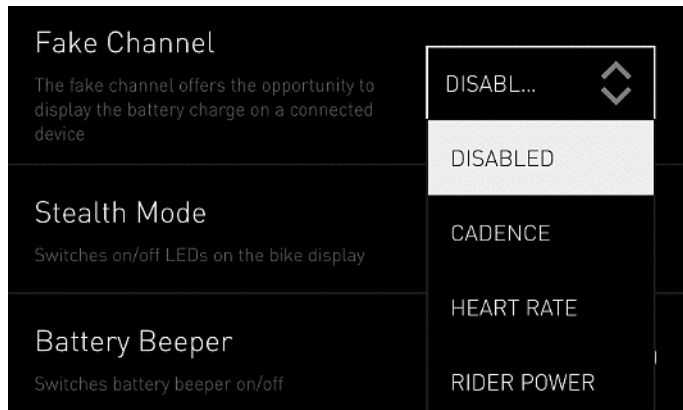 Fake Channel
The fake channel offers the opportunity to
display the battery charge on a connected
device
DISABL...
DISABLED
CADENCE
HEART RATE
RIDER POWER
Stealth Mode
Switches on/off LEDs on the bike display
Battery Beeper
Switches battery beeper on/off